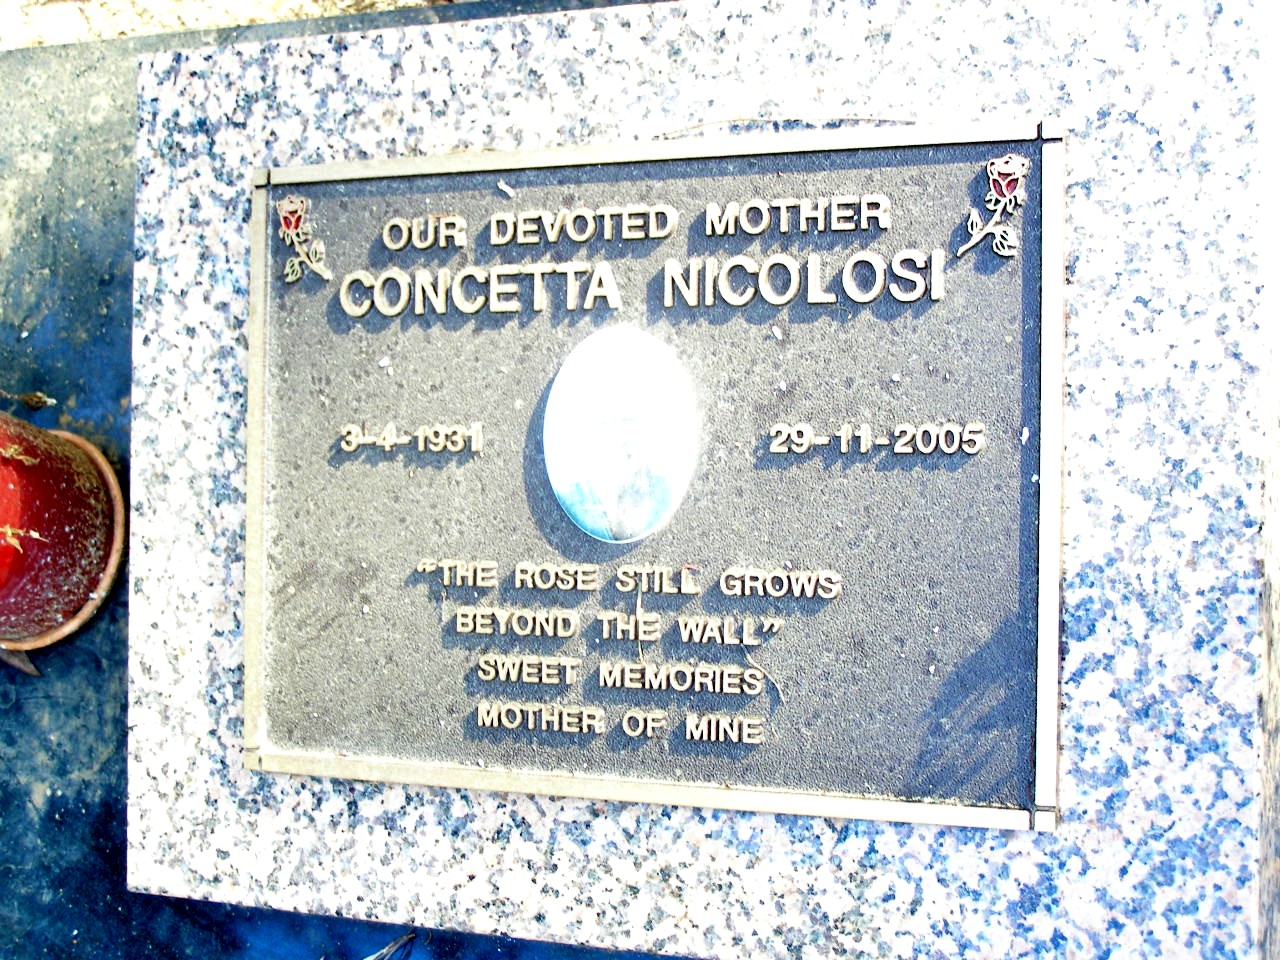 OUR DEVOTED MOTHER
CONCETTA NICOLOSI
3-4-1931 29-11-2005
"THE ROSE STILL GROWS
BEYOND THE WALL"
SWEET MEMORIES
MOTHER OF MINE